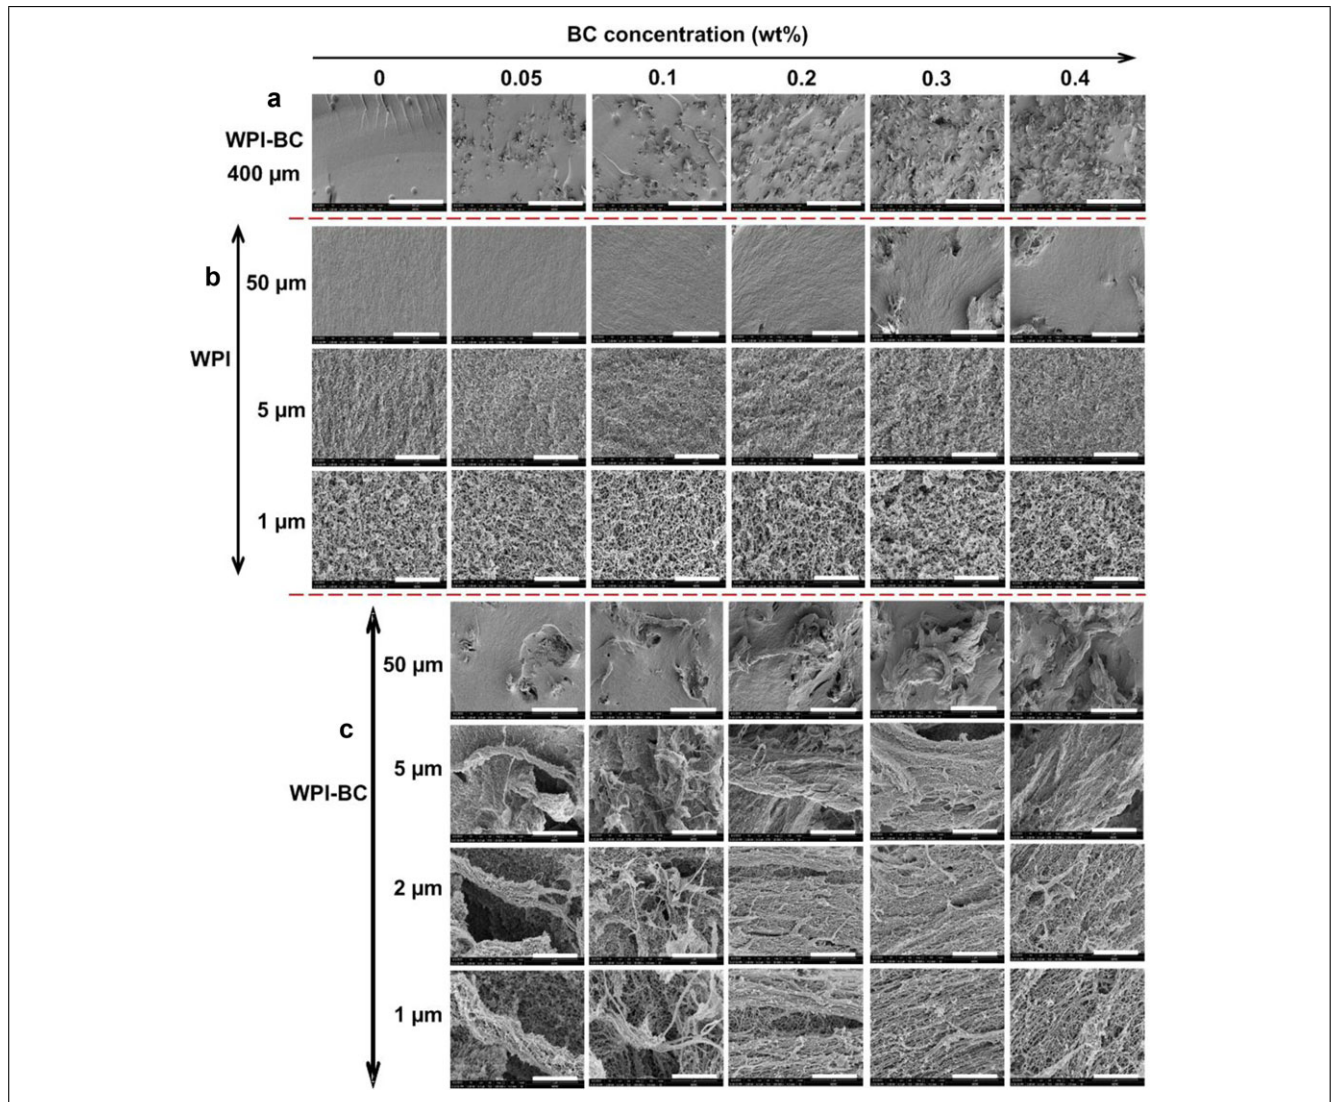 BC concentration (wt%)
0 0.05 0.1 0.2 0.3 0.4
a
WPI-BC
400 μm
b
50 μm
WPI
5 μm
1 μm
50 μm
c
5 μm
WPI-BC
2 μm
1 μm